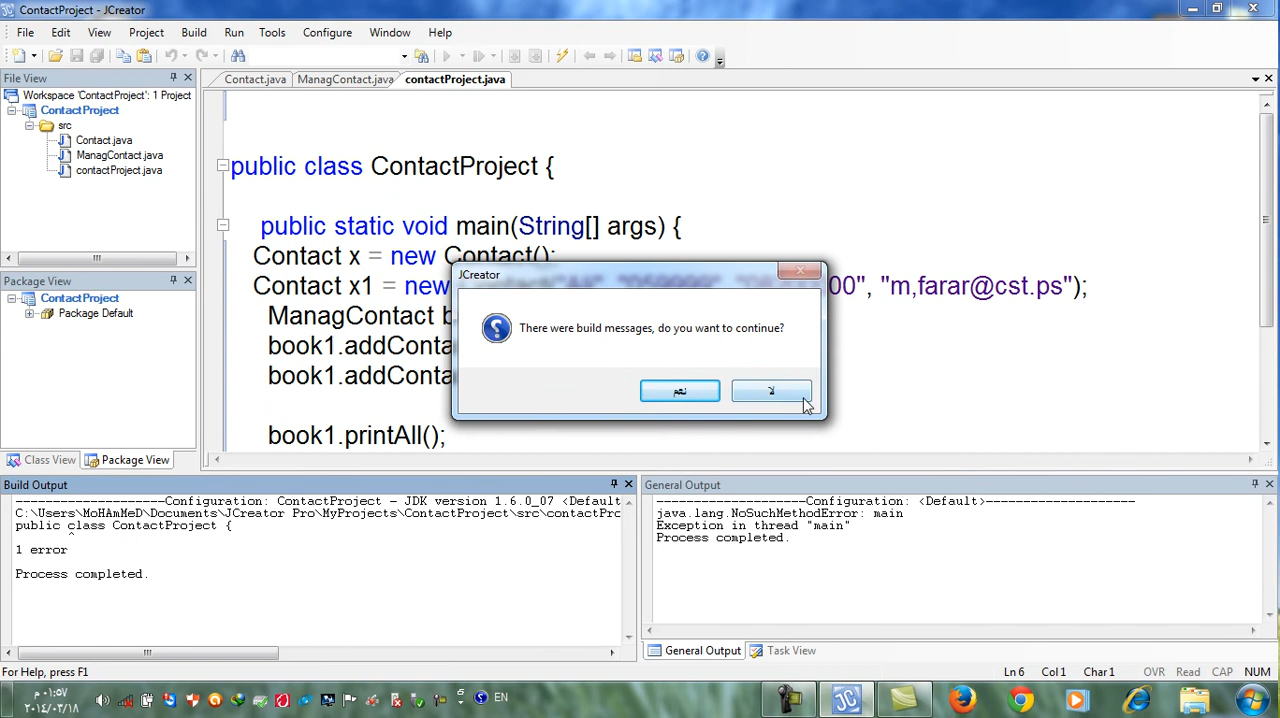 ContactProject - JCreator
File Edit View Project Build Run Tools Configure Window Help
File View
Workspace 'ContactProject': 1 Project
ContactProject
src
Contact.java
ManagContact.java
contactProject.java
Package View
ContactProject
Package Default
Class View Package View
Contact.java ManagContact.java contactProject.java
public class ContactProject {
public static void main(String[] args) {
Contact x = new Contact();
Contact x1 = new 00", "m,farar@cst.ps");
ManagContact b
book1.addConta
book1.addConta
book1.printAll();
JCreator
There were build messages, do you want to continue?
نعم لا
Build Output
--------------------Configuration: ContactProject - JDK version 1.6.0_07 <Default
C:\Users\MoHAmMeD\Documents\JCreator Pro\MyProjects\ContactProject\src\contactPrc
public class ContactProject {
^
1 error
Process completed.
General Output
--------------------Configuration: <Default>--------------------
java.lang.NoSuchMethodError: main
Exception in thread "main"
Process completed.
General Output Task View
For Help, press F1 Ln 6 Col 1 Char 1 OVR Read CAP NUM
٠١:٥٧ م
٢٠١٤/٠٣/١٨
EN